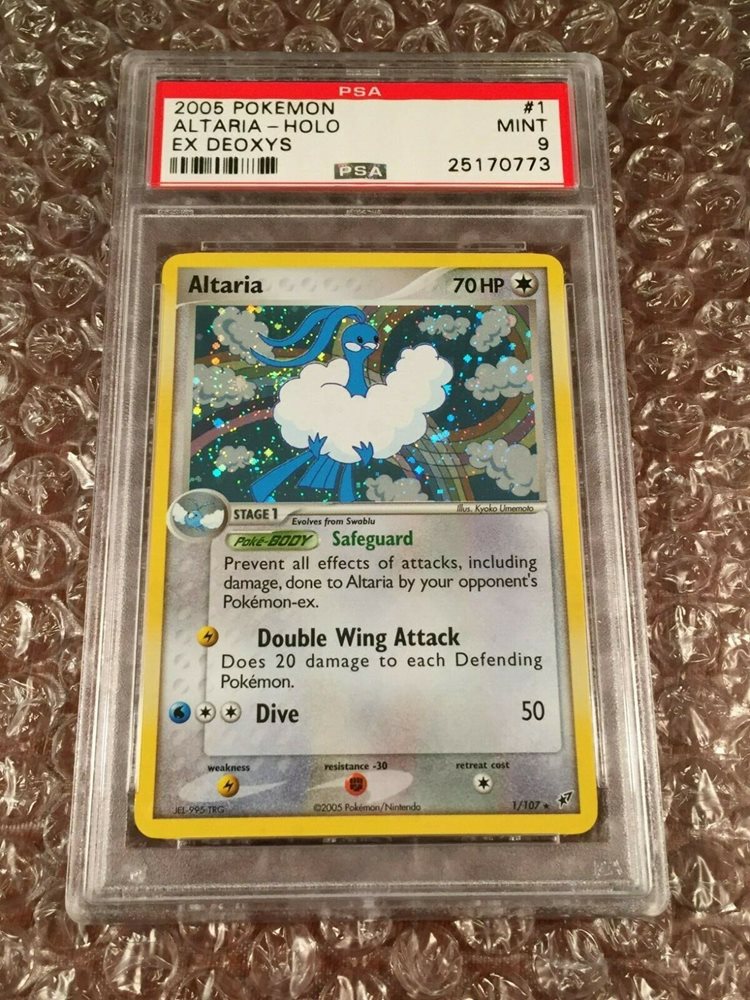 PSA
2005 POKEMON #1
ALTARIA - HOLO MINT
EX DEOXYS 9
PSA 25170773
Altaria 70 HP
Illus. Kyoko Umemoto
STAGE 1 Evolves from Swablu
Poké-BODY Safeguard
Prevent all effects of attacks, including
damage, done to Altaria by your opponent's
Pokémon-ex.
Double Wing Attack
Does 20 damage to each Defending
Pokémon.
Dive 50
weakness resistance -30 retreat cost
JEL-995-TRG ©2005 Pokémon/Nintendo 1/107 ★